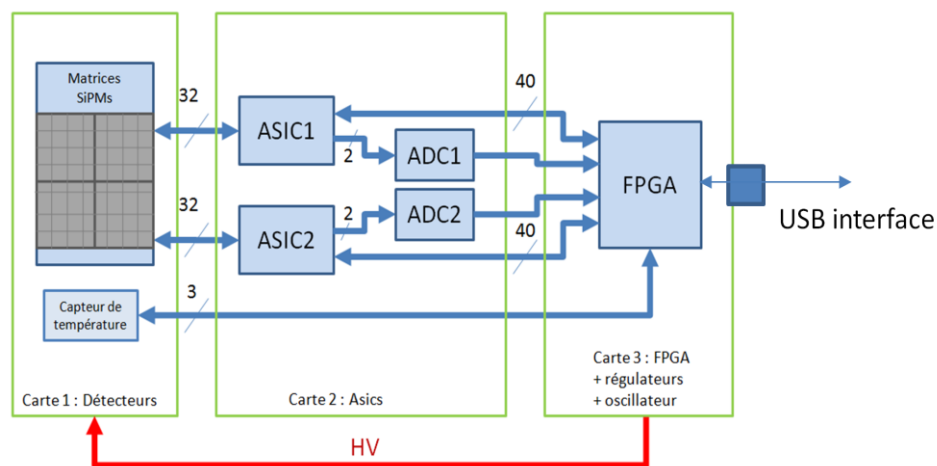 Matrices
SiPMs
32
32
3
Capteur de
température
Carte 1 : Détecteurs
ASIC1
2
ADC1
40
ASIC2
2
ADC2
40
Carte 2 : Asics
FPGA
Carte 3 : FPGA
+ régulateurs
+ oscillateur
USB interface
HV